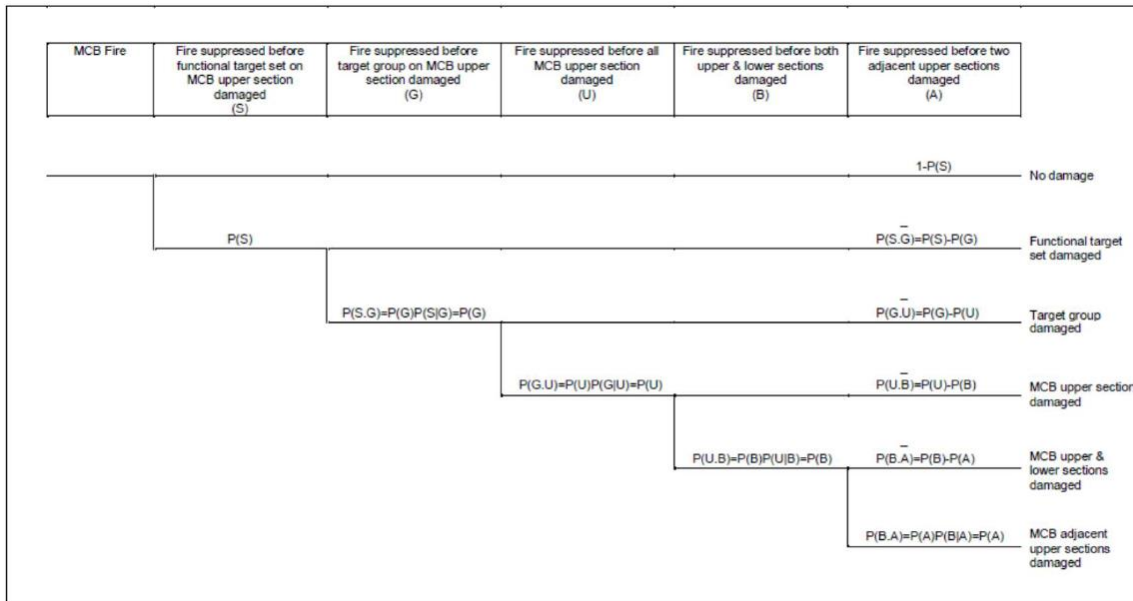 MCB Fire
Fire suppressed before
functional target set on
MCB upper section
damaged
(S)
Fire suppressed before
target group on MCB upper
section damaged
(G)
Fire suppressed before all
MCB upper section
damaged
(U)
Fire suppressed before both
upper & lower sections
damaged
(B)
Fire suppressed before two
adjacent upper sections
damaged
(A)
1-P(S)
No damage
P(S)
P(S.G̅)=P(S)-P(G)
Functional target
set damaged
P(S.G)=P(G)P(S|G)=P(G)
P(G.U̅)=P(G)-P(U)
Target group
damaged
P(G.U)=P(U)P(G|U)=P(U)
P(U.B̅)=P(U)-P(B)
MCB upper section
damaged
P(U.B)=P(B)P(U|B)=P(B)
P(B.A̅)=P(B)-P(A)
MCB upper &
lower sections
damaged
P(B.A)=P(A)P(B|A)=P(A)
MCB adjacent
upper sections
damaged